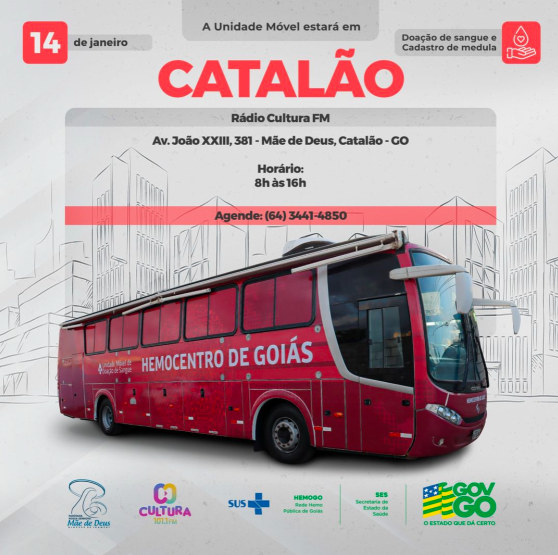 14
de janeiro
A Unidade Móvel estará em
Doação de sangue e
Cadastro de medula
CATALÃO
Rádio Cultura FM
Av. João XXIII, 381 - Mãe de Deus, Catalão - GO
Horário:
8h às 16h
Agende: (64) 3441-4850
Unidade Móvel de
Doação de Sangue
HEMOCENTRO DE GOIÁS
Mãe de Deus
CULTURA
101,1 FM
SUS
HEMOGO
Rede Hemo
Pública de Goiás
SES
Secretaria de
Estado da
Saúde
GOV
GO
O ESTADO QUE DÁ CERTO